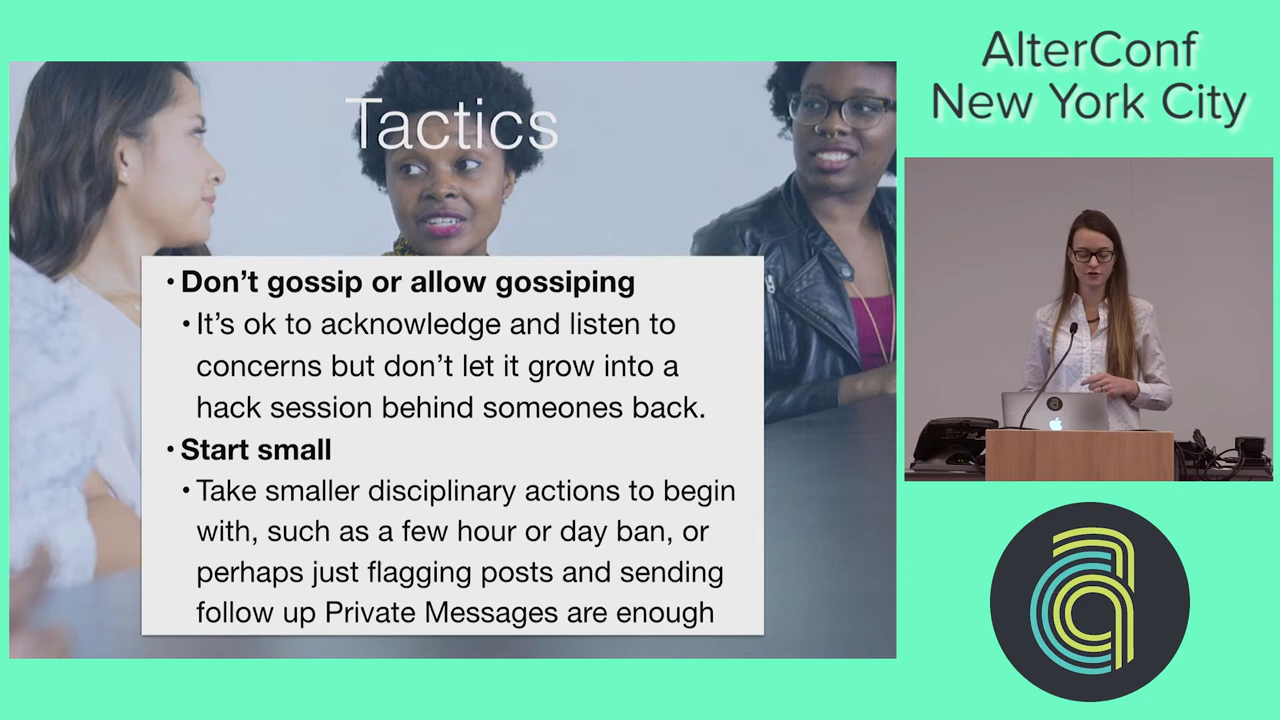 AlterConf
New York City
Tactics
•Don't gossip or allow gossiping
•It's ok to acknowledge and listen to
concerns but don't let it grow into a
hack session behind someones back.
•Start small
•Take smaller disciplinary actions to begin
with, such as a few hour or day ban, or
perhaps just flagging posts and sending
follow up Private Messages are enough